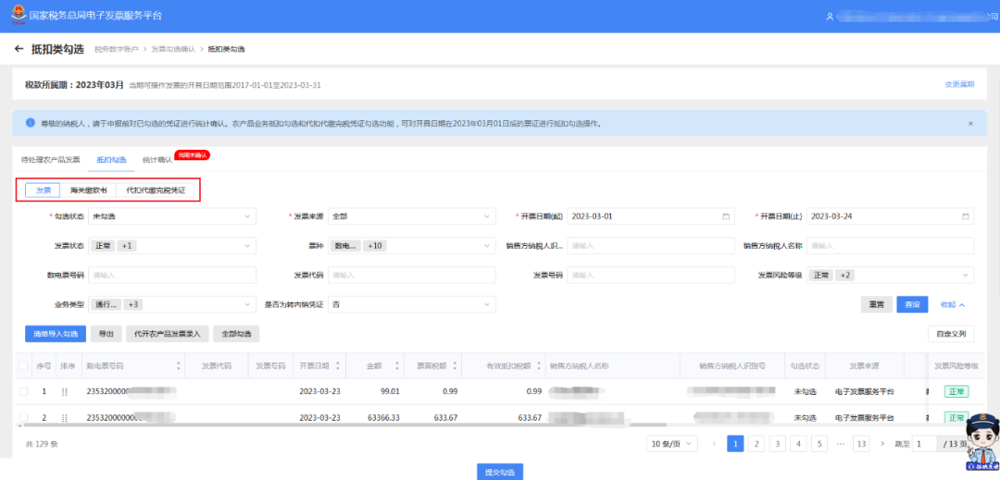 国家税务总局电子发票服务平台
公司
抵扣类勾选 税务数字账户 > 发票勾选确认 > 抵扣勾选
税款所属期：2023年03月 当期可操作发票的开具日期范围2017-01-01至2023-03-31 变更属期
尊敬的纳税人，请于申报前对已勾选的凭证进行统计确认。农产品业务抵扣勾选和代扣代缴完税凭证勾选功能，可对开具日期在2023年03月01日后的票证进行抵扣勾选操作。
待处理农产品发票 抵扣勾选 统计确认 当期未确认
发票 海关缴款书 代扣代缴完税凭证
* 勾选状态 未勾选 * 发票来源 全部 * 开票日期(起) 2023-03-01 * 开票日期(止) 2023-03-24
发票状态 正常 +1 票种 数电... +10 销售方纳税人识... 请输入 销售方纳税人名称 请输入
数电票号码 请输入 发票代码 请输入 发票号码 请输入 发票风险等级 正常 +2
业务类型 通行... +3 是否为转内销凭证 否 重置 查询 收起
清单导入勾选 导出 代开农产品发票录入 全部勾选 自定义列
序号 排序 数电票号码 发票代码 发票号码 开票日期 金额 票面税额 有效抵扣税额 销售方纳税人名称 销售方纳税人识别号 勾选状态 发票来源 发票风险等级
1 2353200000 2023-03-23 99.01 0.99 0.99 未勾选 电子发票服务平台 正常
2 235320000000 2023-03-23 63366.33 633.67 633.67 未勾选 电子发票服务平台 正常
共 129 条 10 条/页 1 2 3 4 5 ··· 13 跳至 1 / 13 页
提交勾选